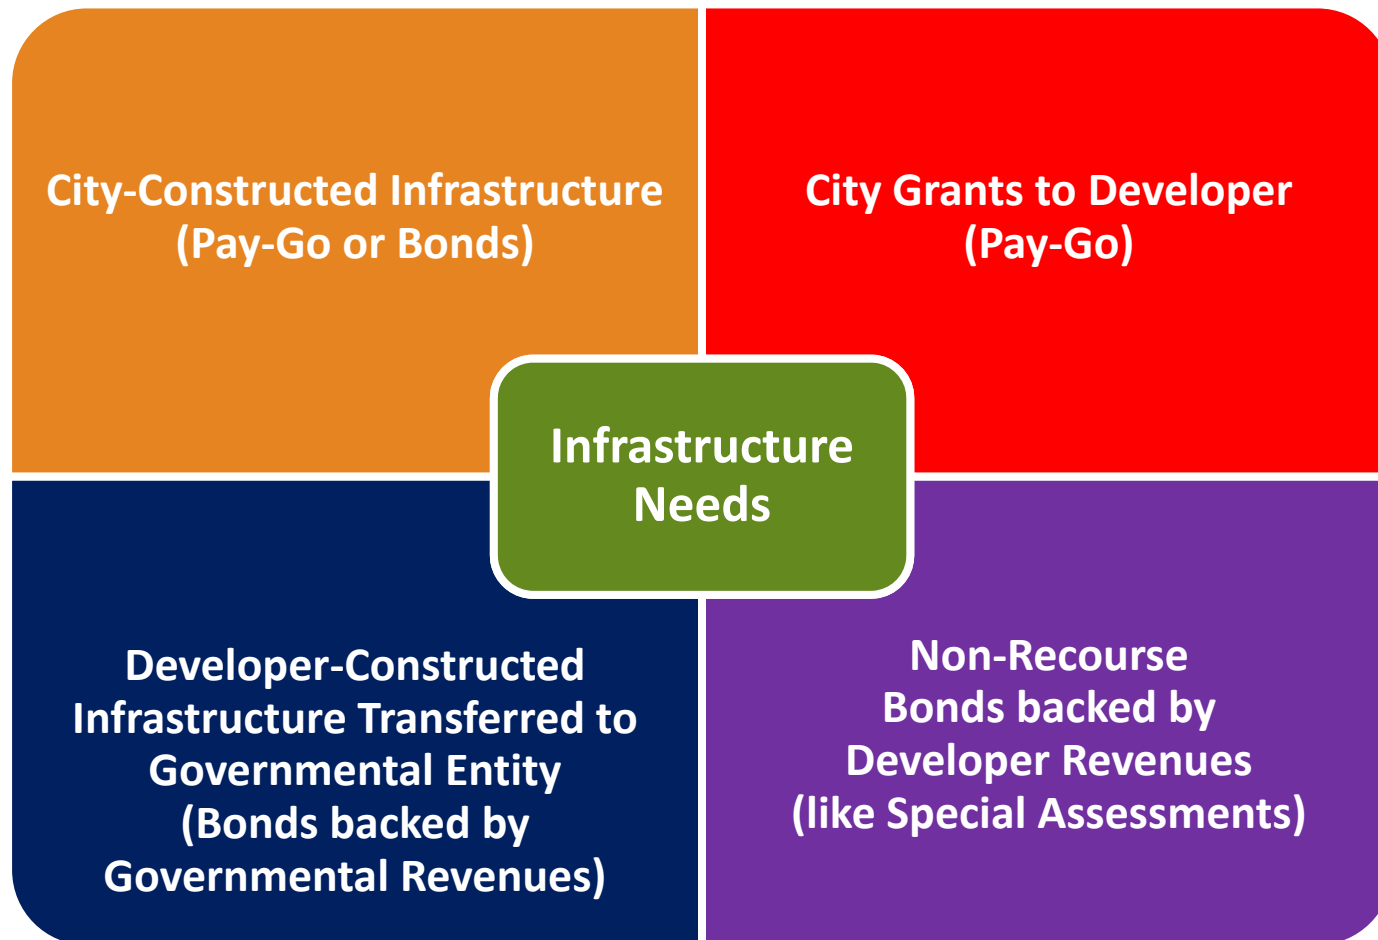 City-Constructed Infrastructure
(Pay-Go or Bonds)
City Grants to Developer
(Pay-Go)
Infrastructure
Needs
Developer-Constructed
Infrastructure Transferred to
Governmental Entity
(Bonds backed by
Governmental Revenues)
Non-Recourse
Bonds backed by
Developer Revenues
(like Special Assessments)